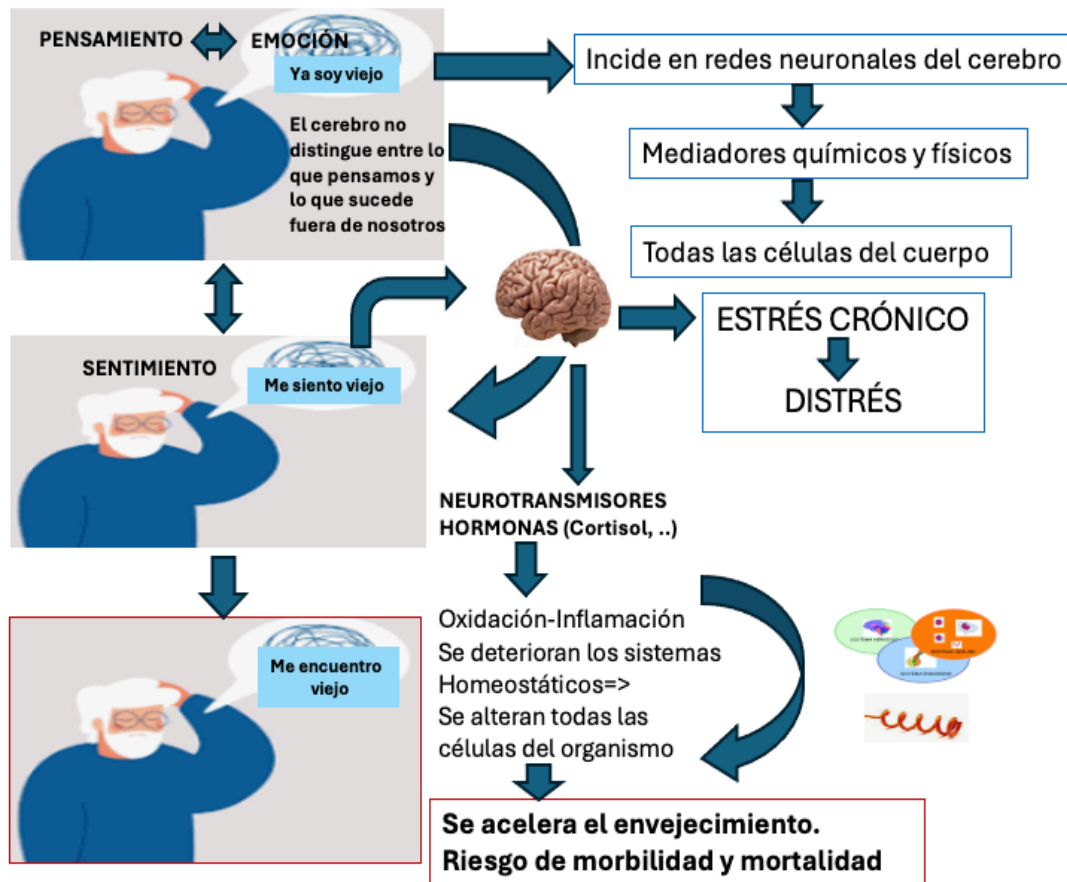 PENSAMIENTO
EMOCIÓN
Ya soy viejo
El cerebro no
distingue entre lo
que pensamos y
lo que sucede
fuera de nosotros
Incide en redes neuronales del cerebro
Mediadores químicos y físicos
Todas las células del cuerpo
ESTRÉS CRÓNICO
DISTRÉS
SENTIMIENTO
Me siento viejo
NEUROTRANSMISORES
HORMONAS (Cortisol, ..)
Oxidación-Inflamación
Se deterioran los sistemas
Homeostáticos=>
Se alteran todas las
células del organismo
Me encuentro
viejo
Se acelera el envejecimiento.
Riesgo de morbilidad y mortalidad